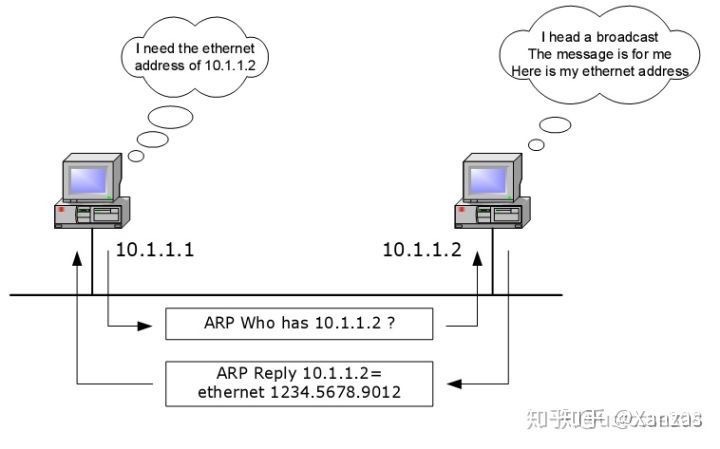 I need the ethernet
address of 10.1.1.2
I head a broadcast
The message is for me
Here is my ethernet address
10.1.1.1
10.1.1.2
ARP Who has 10.1.1.2 ?
ARP Reply 10.1.1.2=
ethernet 1234.5678.9012
知乎 @Xanzas